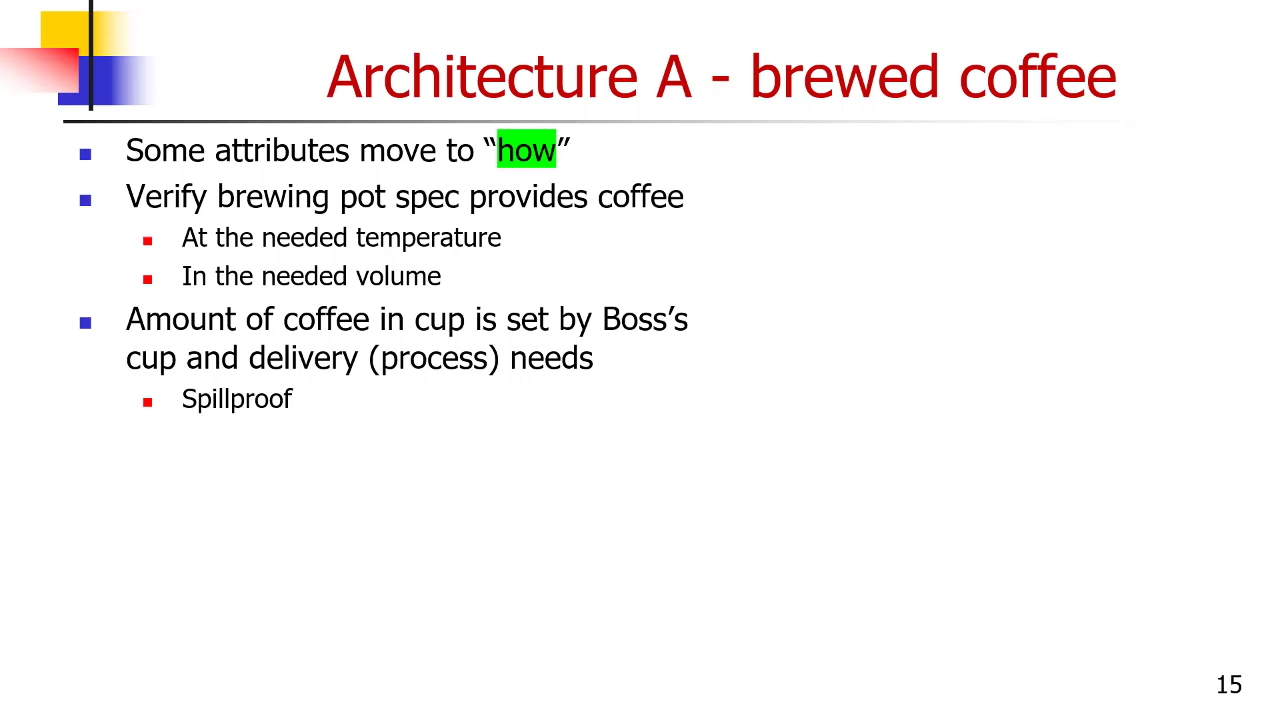 Architecture A - brewed coffee
Some attributes move to “how”
Verify brewing pot spec provides coffee
At the needed temperature
In the needed volume
Amount of coffee in cup is set by Boss’s
cup and delivery (process) needs
Spillproof
15